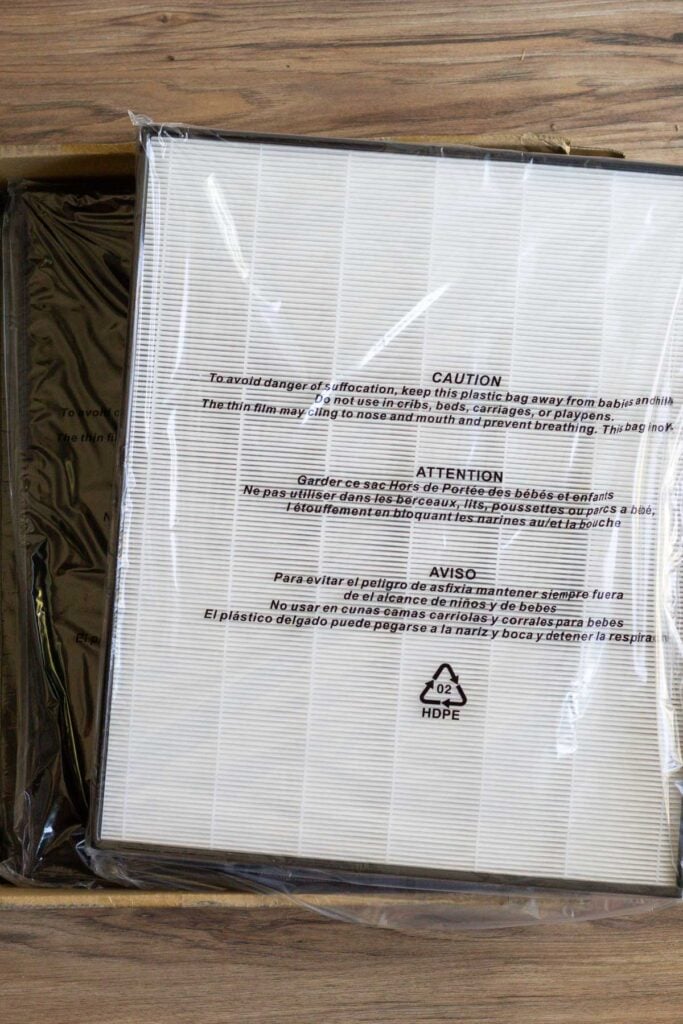 CAUTION
To avoid danger of suffocation, keep this plastic bag away from babies
Do not use in cribs, beds, carriages, or playpens.
The thin film may cling to nose and mouth and prevent breathing. This bag
ATTENTION
Garder ce sac Hors de Portée des bébés et enfants
Ne pas utiliser dans les berceaux, lits, poussettes ou parcs a bébé,
l étouffement en bloquant les narines au/et la bouche
AVISO
Para evitar el peligro de asfixia mantener siempre fuera
de el alcance de niños y de bebes
No usar en cunas camas carriolas y corrales para bebés
El plástico delgado puede pegarse a la nariz y boca y detener la
02
HDPE
To avoid
The thin